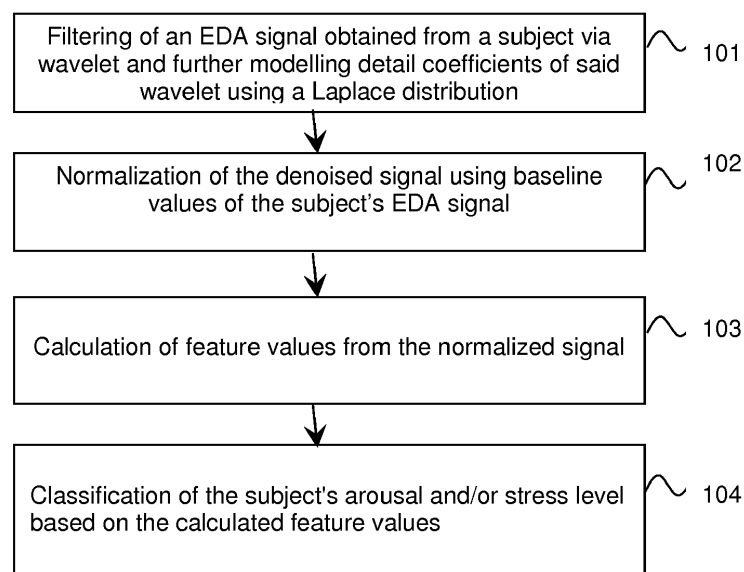 Filtering of an EDA signal obtained from a subject via
wavelet and further modelling detail coefficients of said
wavelet using a Laplace distribution
101
Normalization of the denoised signal using baseline
values of the subject's EDA signal
102
Calculation of feature values from the normalized signal
103
Classification of the subject's arousal and/or stress level
based on the calculated feature values
104